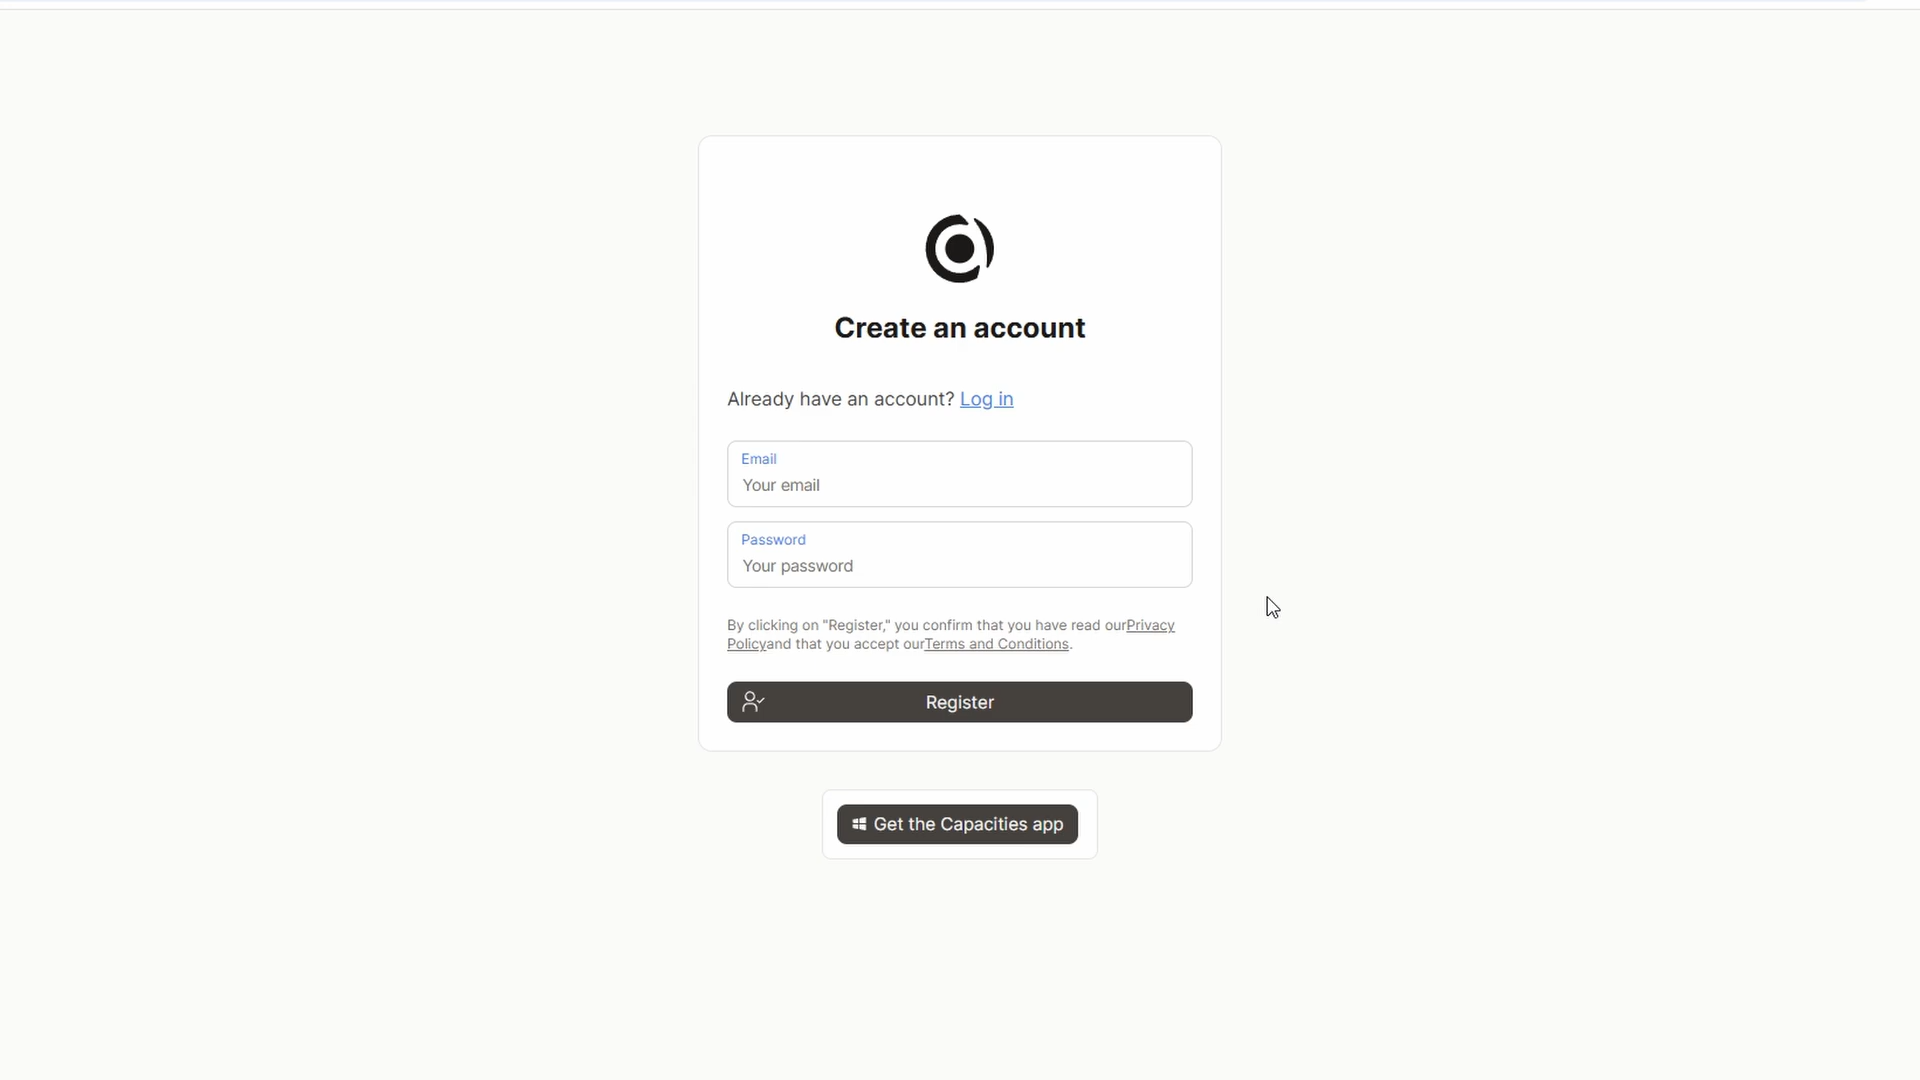 Create an account
Already have an account? Log in
Email
Your email
Password
Your password
By clicking on "Register," you confirm that you have read ourPrivacy
Policyand that you accept ourTerms and Conditions.
Register
Get the Capacities app